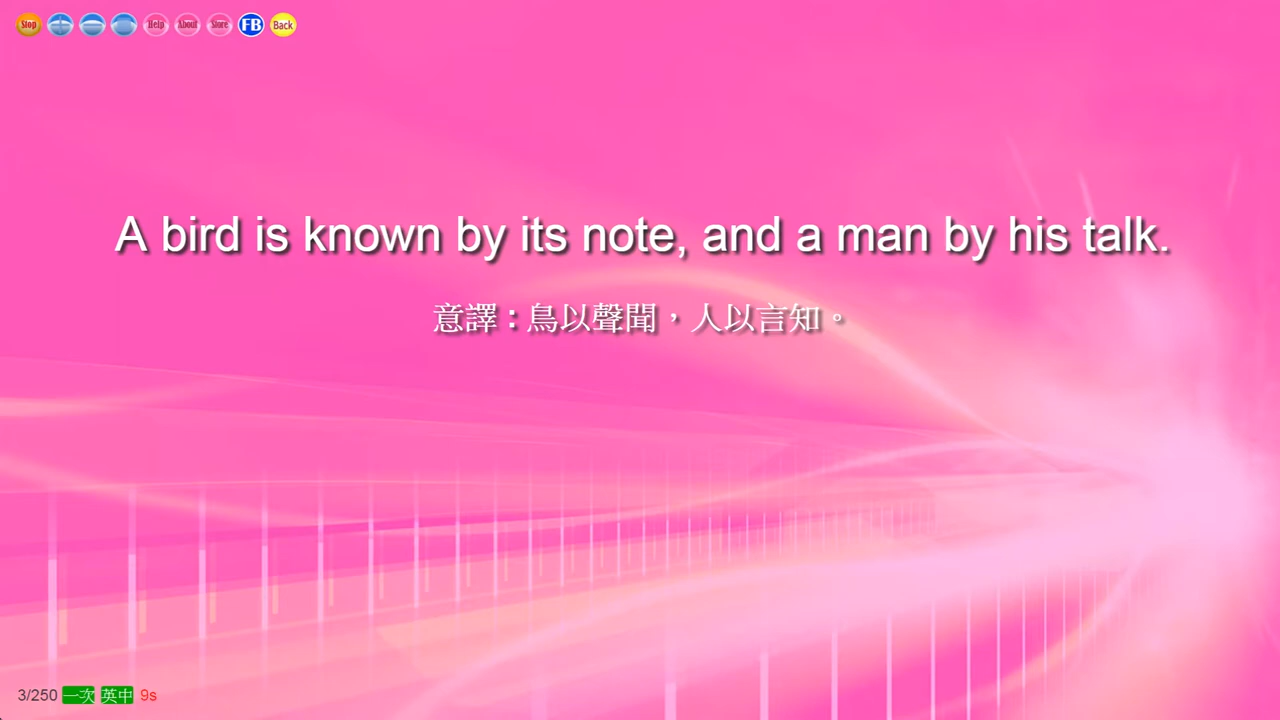 Stop Help About Store FB Back
A bird is known by its note, and a man by his talk.
意譯：鳥以聲聞，人以言知。
3/250 一次 英中 9s